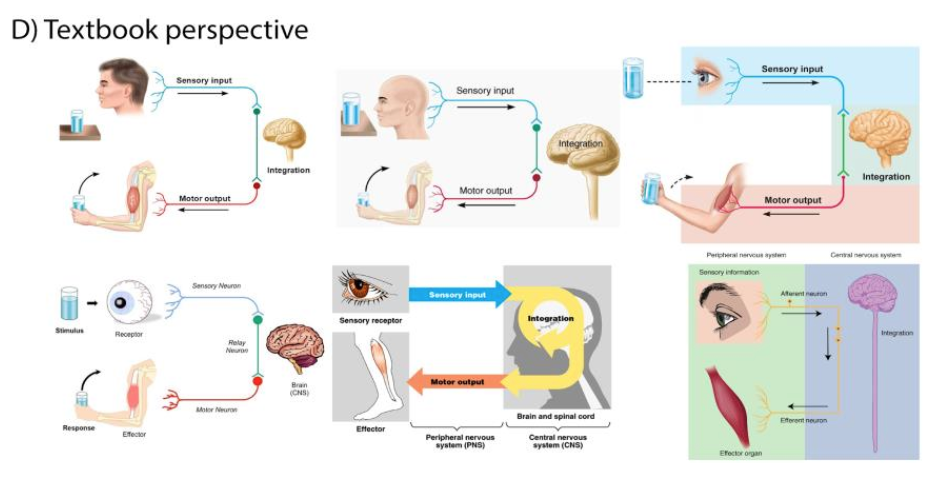 D) Textbook perspective
Sensory input
Integration
Motor output
Sensory input
Integration
Motor output
Sensory input
Integration
Motor output
Stimulus
Receptor
Sensory Neuron
Relay
Neuron
Brain
(CNS)
Motor Neuron
Response
Effector
Sensory input
Sensory receptor
Integration
Motor output
Effector
Brain and spinal cord
Peripheral nervous
system (PNS)
Central nervous
system (CNS)
Peripheral nervous system
Central nervous system
Sensory information
Afferent neuron
Integration
Efferent neuron
Effector organ